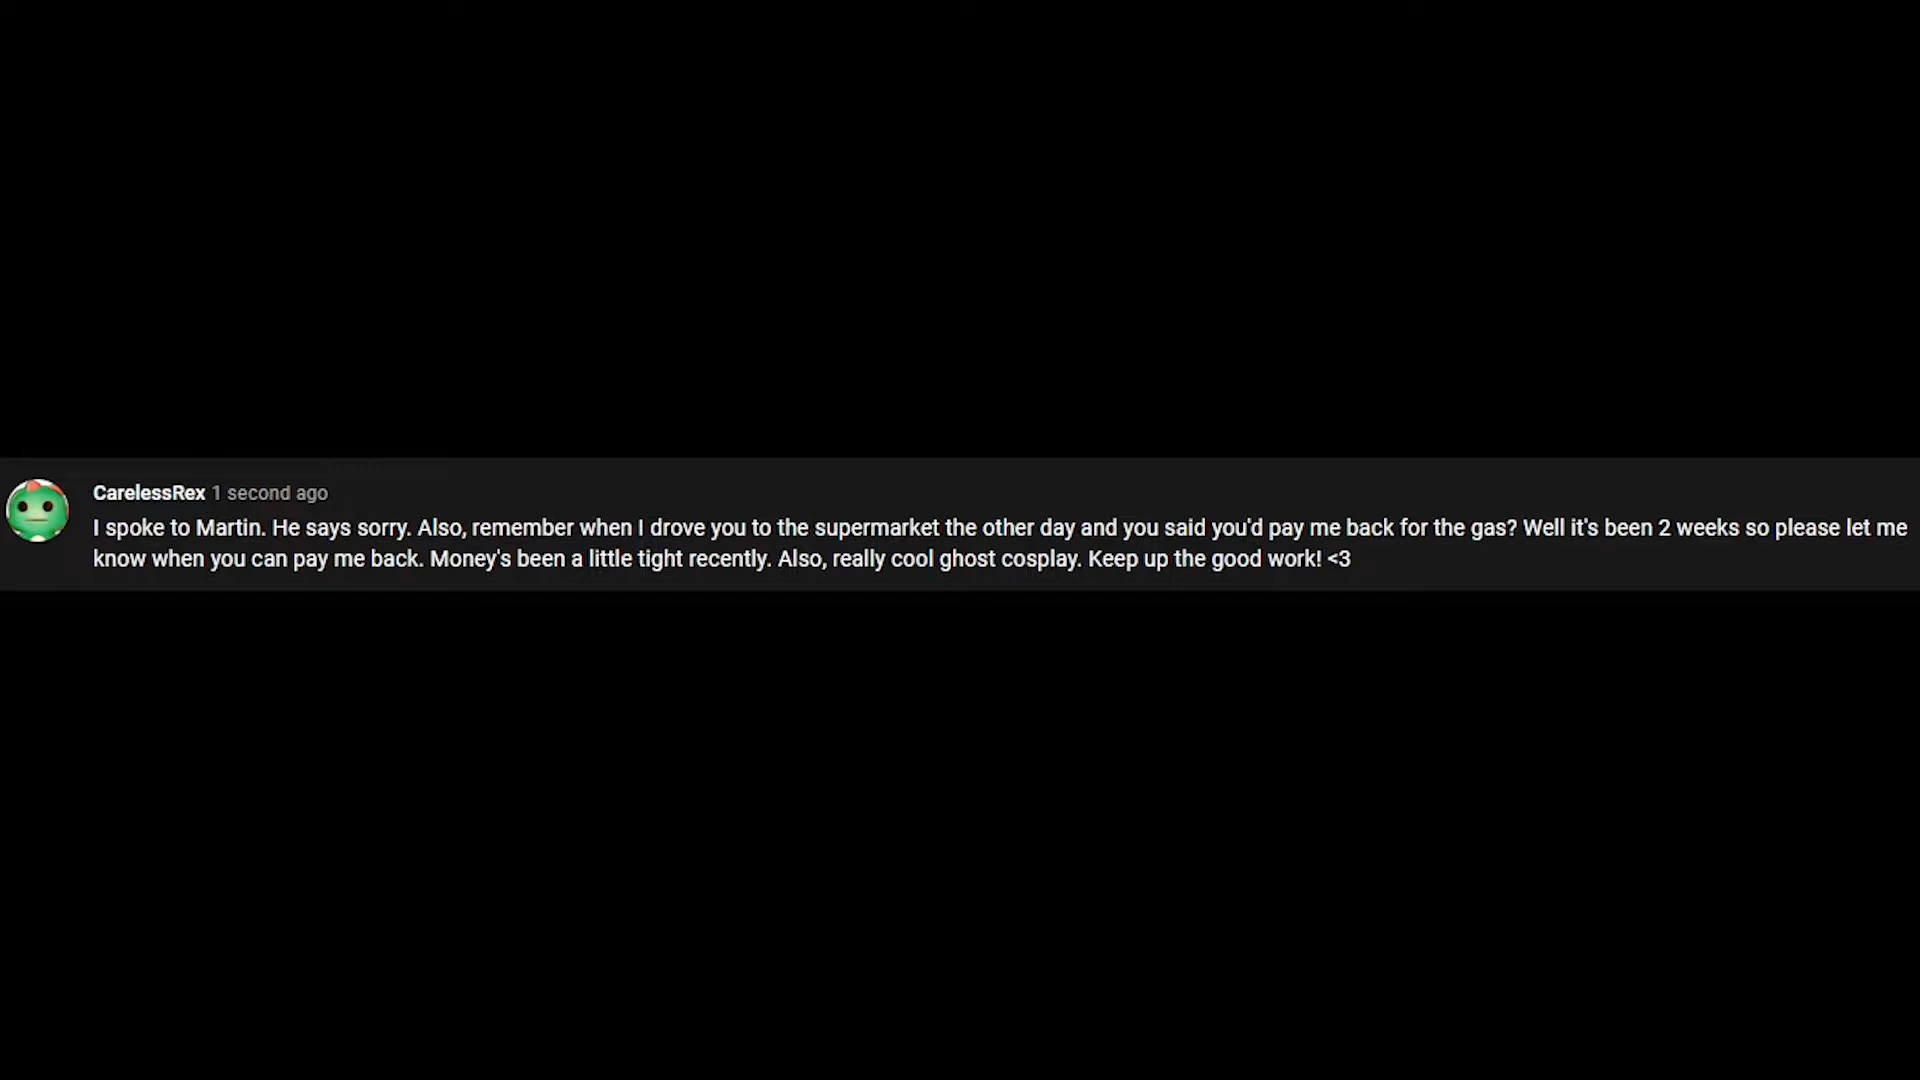 CarelessRex 1 second ago
I spoke to Martin. He says sorry. Also, remember when I drove you to the supermarket the other day and you said you'd pay me back for the gas? Well it's been 2 weeks so please let me
know when you can pay me back. Money's been a little tight recently. Also, really cool ghost cosplay. Keep up the good work! <3